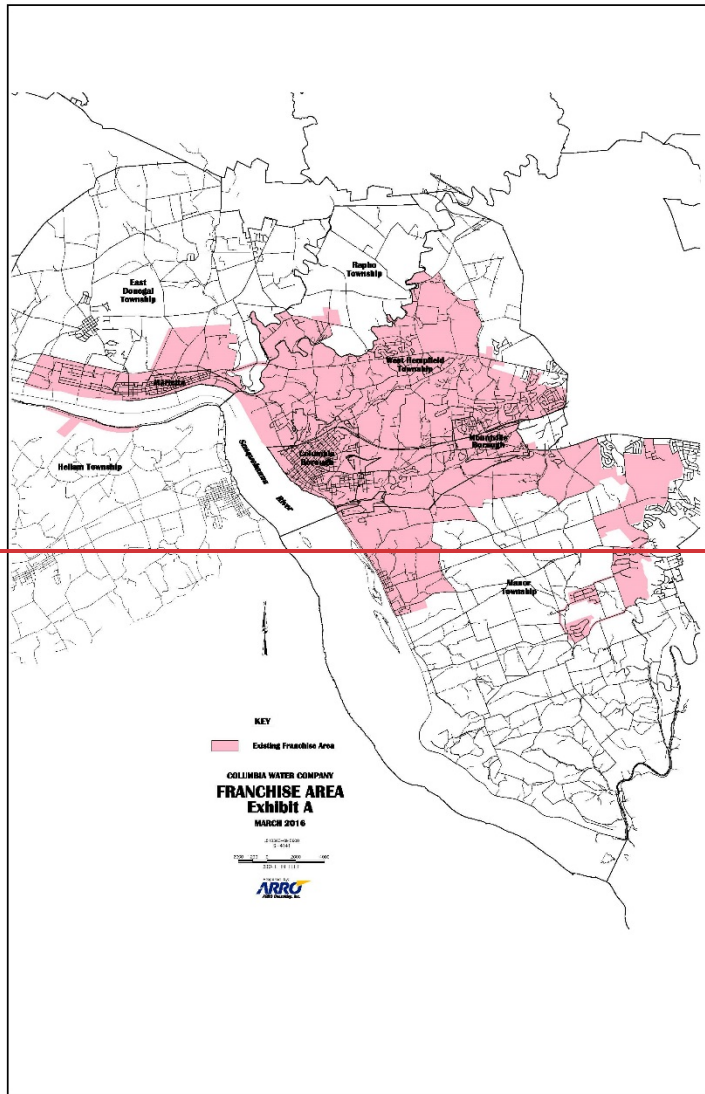 Rapho
Township
East
Donegal
Township
West Hempfield
Township
Marietta
Mountville
Borough
Columbia
Borough
Hellam Township
Susquehanna
River
Manor
Township
KEY
Existing Franchise Area
COLUMBIA WATER COMPANY
FRANCHISE AREA
Exhibit A
MARCH 2016
ARRO